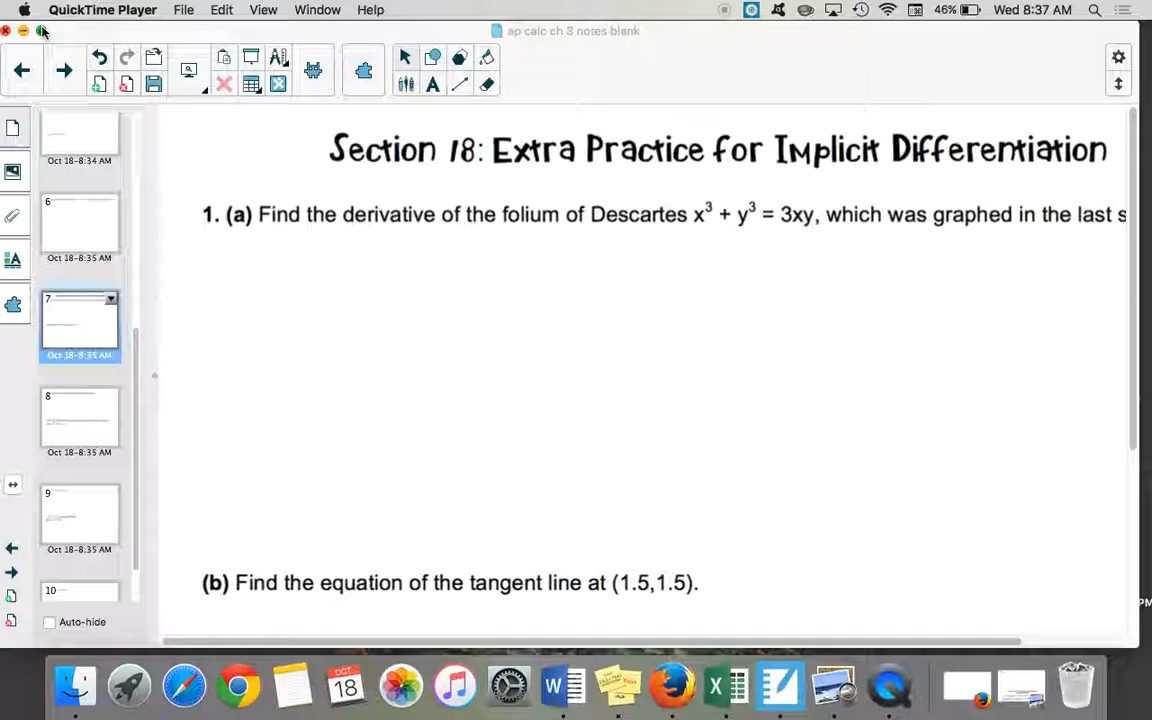 QuickTime Player File Edit View Window Help 46% Wed 8:37 AM
ap calc ch 3 notes blank
Oct 18-8:34 AM
6
Oct 18-8:35 AM
7
Oct 18-8:35 AM
8
Oct 18-8:35 AM
9
Oct 18-8:35 AM
10
Auto-hide
Section 18: Extra Practice for Implicit Differentiation
1. (a) Find the derivative of the folium of Descartes x³ + y³ = 3xy, which was graphed in the last s
(b) Find the equation of the tangent line at (1.5,1.5).
PM
OCT
18